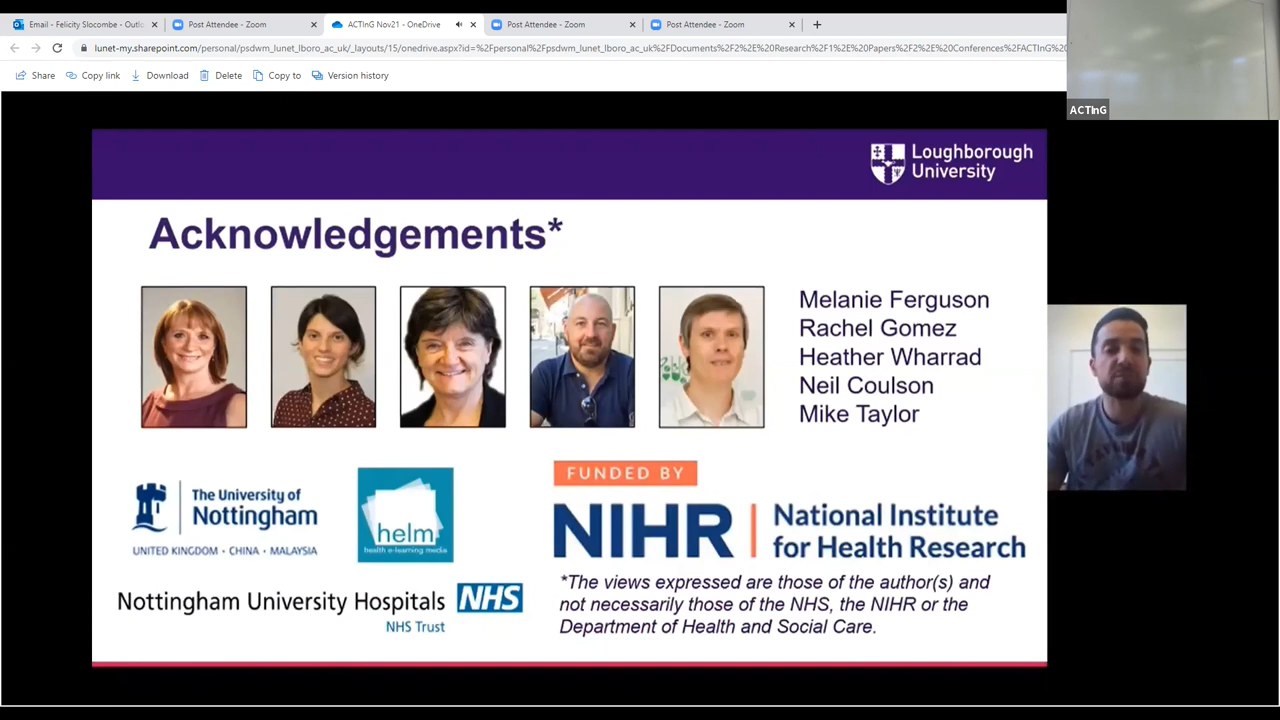 Email - Felicity Slocombe - Outlo
Post Attendee - Zoom
ACTInG Nov21 - OneDrive
Post Attendee - Zoom
Post Attendee - Zoom
lunet-my.sharepoint.com/personal/psdwm_lunet_lboro_ac_uk/_layouts/15/onedrive.aspx?id=%2Fpersonal%2Fpsdwm_lunet_lboro_ac_uk%2FDocuments%2F2%2E%20Research%2F1%2E%20Papers%2F2%2E%20Conferences%2FACTInG%20
Share
Copy link
Download
Delete
Copy to
Version history
ACTInG
Loughborough
University
Acknowledgements*
Melanie Ferguson
Rachel Gomez
Heather Wharrad
Neil Coulson
Mike Taylor
The University of
Nottingham
UNITED KINGDOM · CHINA · MALAYSIA
helm
health e-learning media
FUNDED BY
NIHR | National Institute
for Health Research
Nottingham University Hospitals NHS
NHS Trust
*The views expressed are those of the author(s) and
not necessarily those of the NHS, the NIHR or the
Department of Health and Social Care.